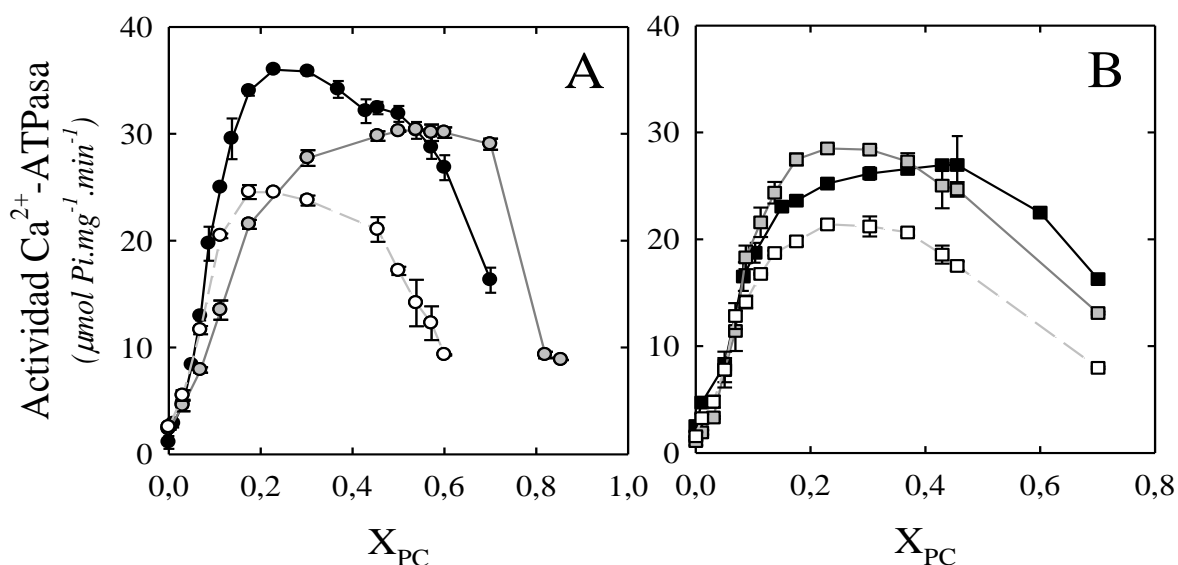 Actividad Ca²⁺-ATPasa
(μmol Pi.mg⁻¹.min⁻¹)
40
30
20
10
0
A
0,0 0,2 0,4 0,6 0,8 1,0
X_PC
40
30
20
10
0
B
0,0 0,2 0,4 0,6 0,8
X_PC